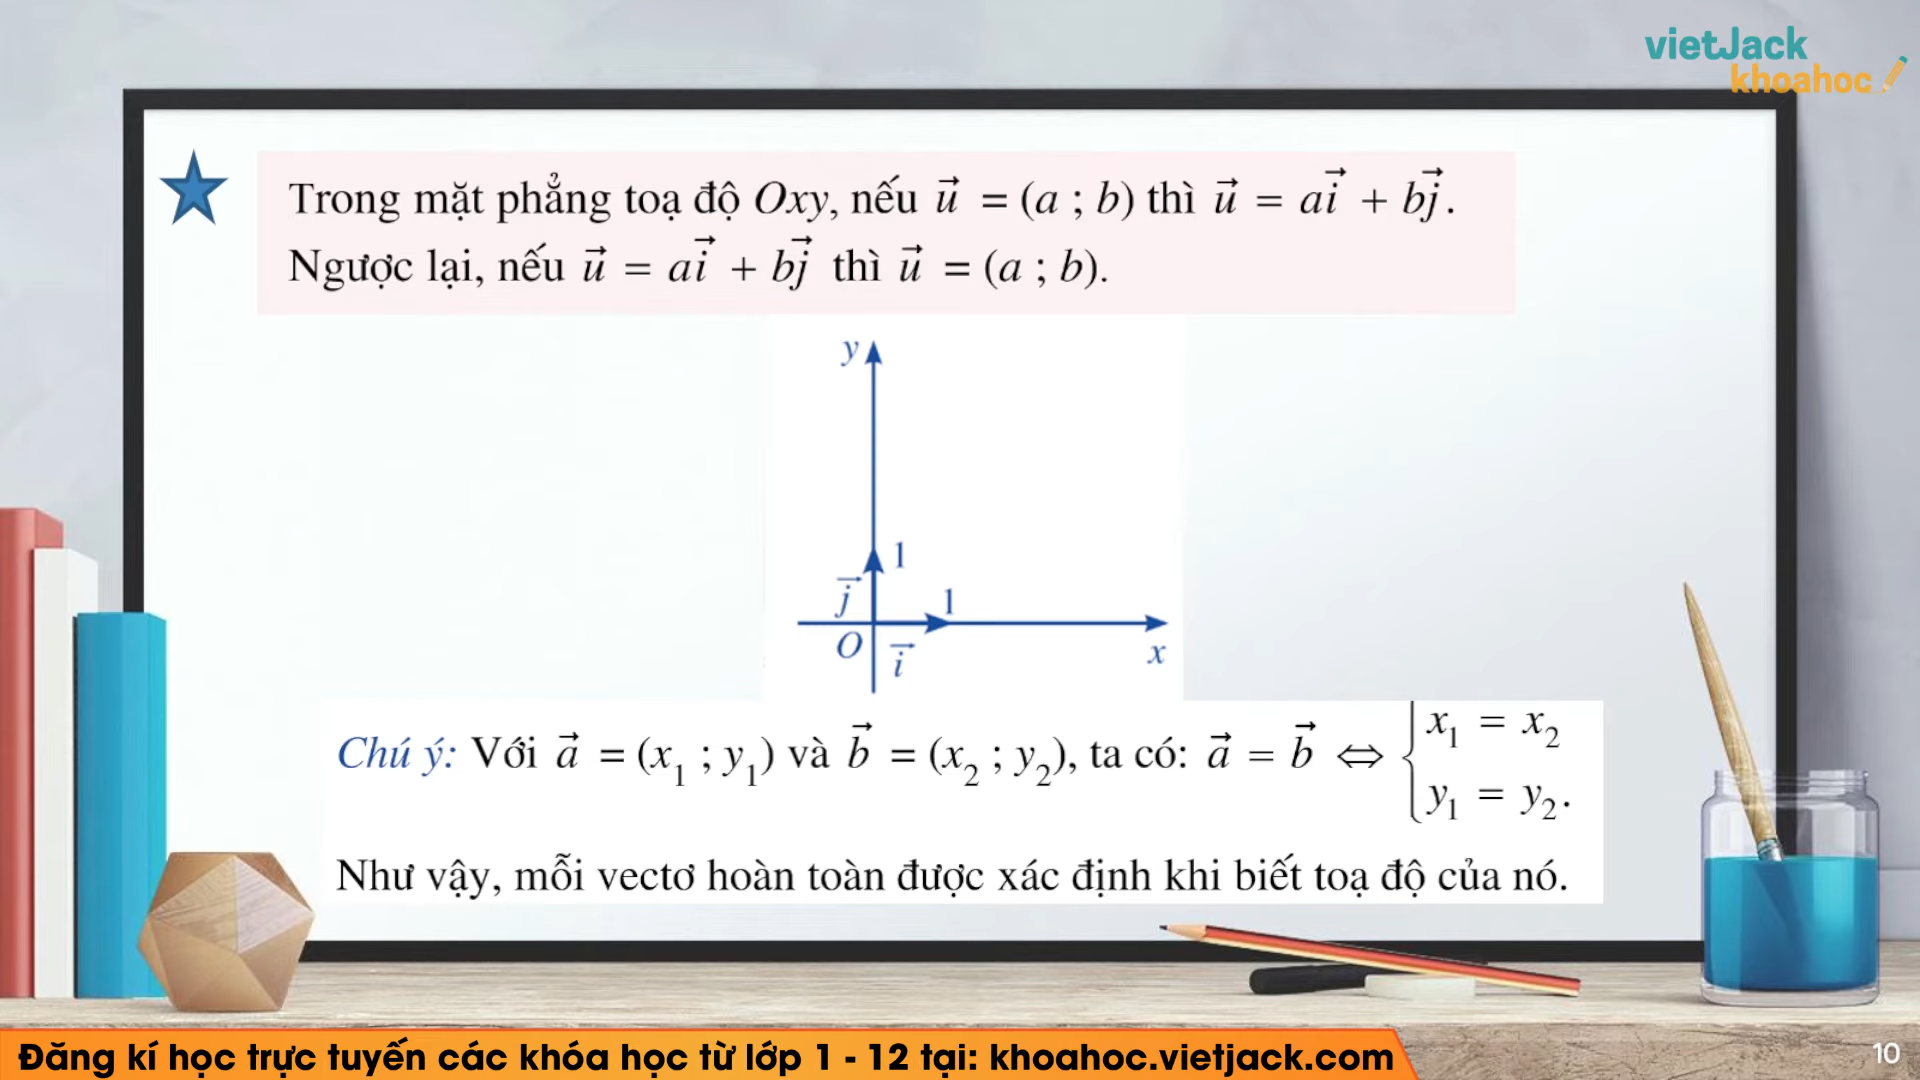 vietJack
khoahoc
Trong mặt phẳng toạ độ Oxy, nếu u⃗ = (a ; b) thì u⃗ = ai⃗ + bj⃗.
Ngược lại, nếu u⃗ = ai⃗ + bj⃗ thì u⃗ = (a ; b).
y
1
j⃗
1
O
i⃗
x
Chú ý: Với a⃗ = (x₁ ; y₁) và b⃗ = (x₂ ; y₂), ta có: a⃗ = b⃗ ⇔ { x₁ = x₂
y₁ = y₂.
Như vậy, mỗi vectơ hoàn toàn được xác định khi biết toạ độ của nó.
Đăng kí học trực tuyến các khóa học từ lớp 1 - 12 tại: khoahoc.vietjack.com
10